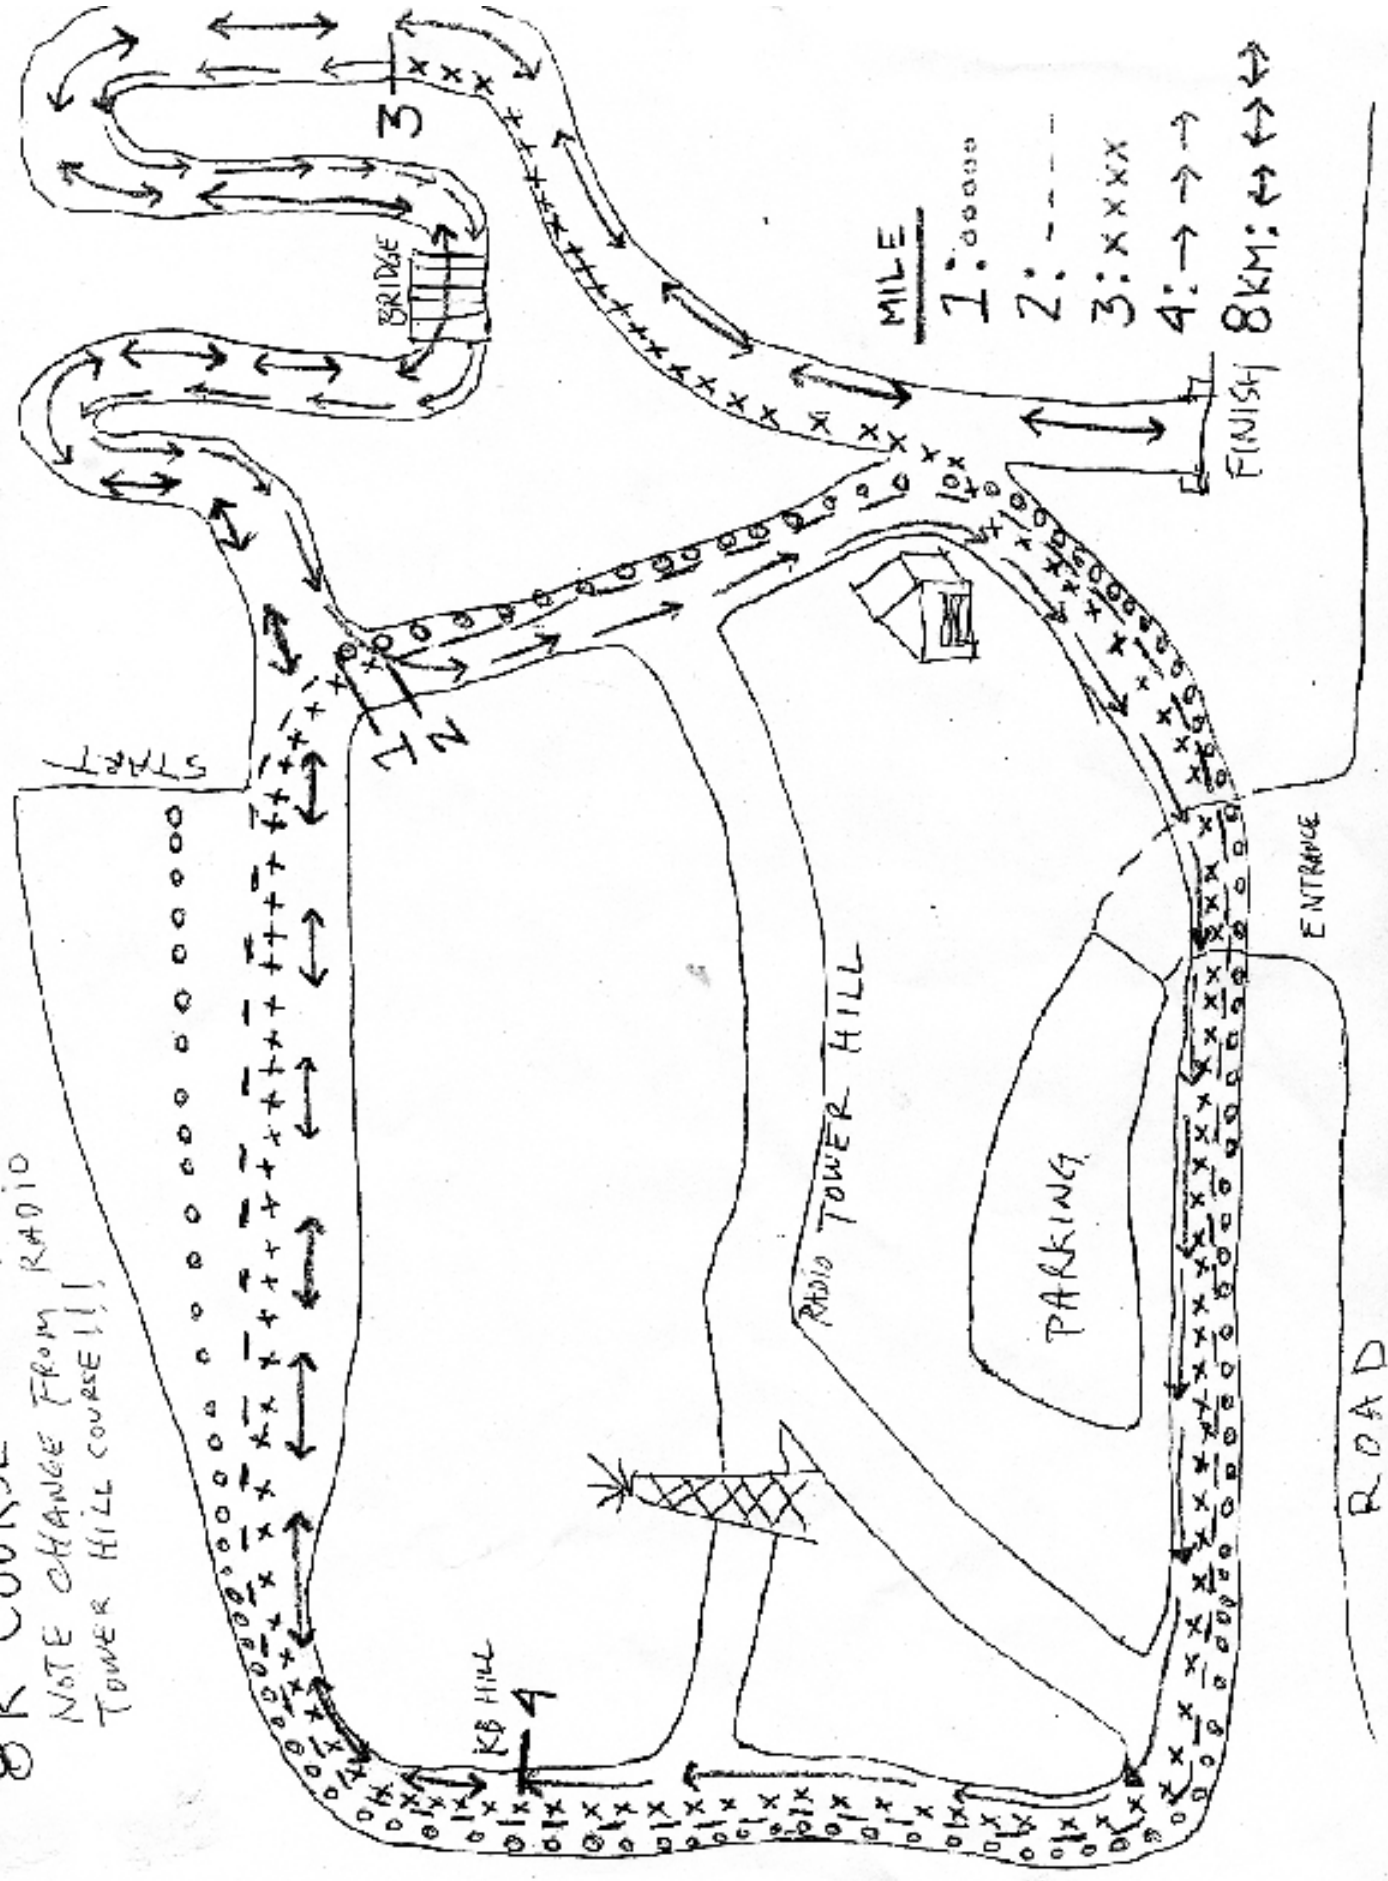 8K COURSE
NOTE CHANGE FROM RADIO
TOWER HILL COURSE!!!
START
1
2
3
BRIDGE
KB HILL
4
RADIO TOWER HILL
PARKING
ENTRANCE
ROAD
FINISH
MILE
1: ooooo
2: - - - - -
3: xxxxx
4: → → → →
8KM: ↔ ↔ ↔